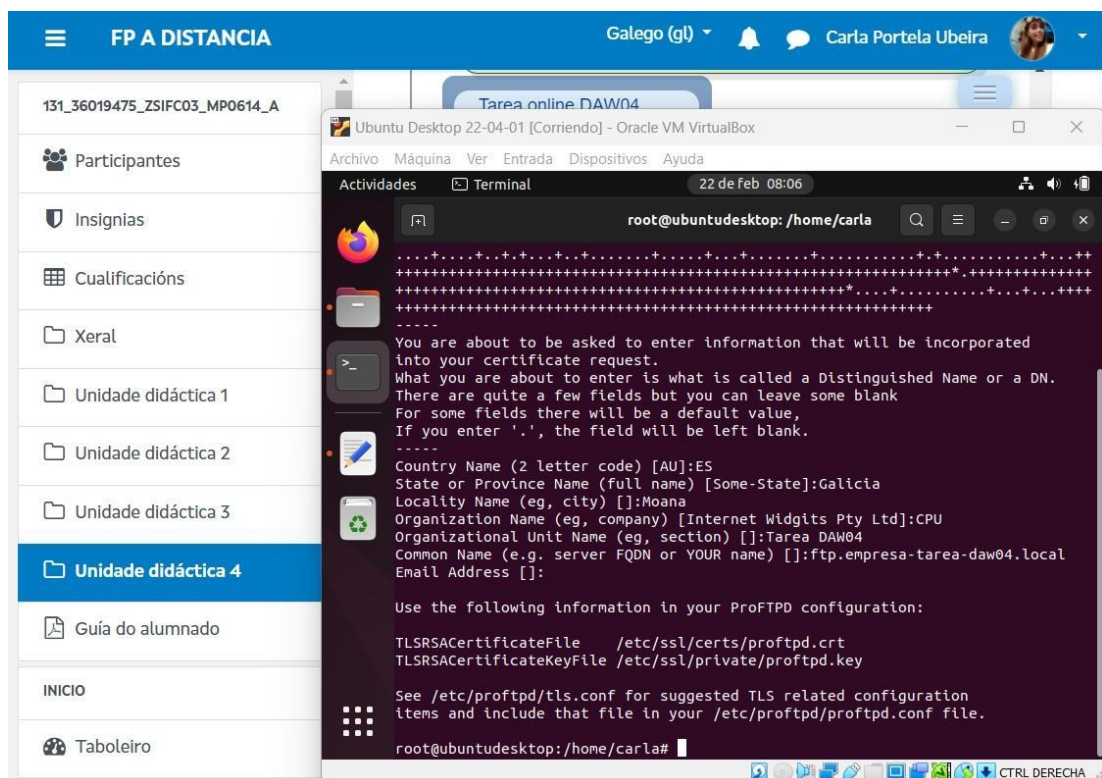 FP A DISTANCIA
Galego (gl)
Carla Portela Ubeira
131_36019475_ZSIFC03_MP0614_A
Participantes
Insignias
Cualificacións
Xeral
Unidade didáctica 1
Unidade didáctica 2
Unidade didáctica 3
Unidade didáctica 4
Guía do alumnado
INICIO
Taboleiro
Tarea online DAW04
Ubuntu Desktop 22-04-01 [Corriendo] - Oracle VM VirtualBox
Archivo Máquina Ver Entrada Dispositivos Ayuda
Actividades Terminal 22 de feb 08:06
root@ubuntudesktop: /home/carla
-----
You are about to be asked to enter information that will be incorporated
into your certificate request.
What you are about to enter is what is called a Distinguished Name or a DN.
There are quite a few fields but you can leave some blank
For some fields there will be a default value,
If you enter '.', the field will be left blank.
-----
Country Name (2 letter code) [AU]:ES
State or Province Name (full name) [Some-State]:Galicia
Locality Name (eg, city) []:Moana
Organization Name (eg, company) [Internet Widgits Pty Ltd]:CPU
Organizational Unit Name (eg, section) []:Tarea DAW04
Common Name (e.g. server FQDN or YOUR name) []:ftp.empresa-tarea-daw04.local
Email Address []:
Use the following information in your ProFTPD configuration:
TLSRSACertificateFile /etc/ssl/certs/proftpd.crt
TLSRSACertificateKeyFile /etc/ssl/private/proftpd.key
See /etc/proftpd/tls.conf for suggested TLS related configuration
items and include that file in your /etc/proftpd/proftpd.conf file.
root@ubuntudesktop:/home/carla#
CTRL DERECHA